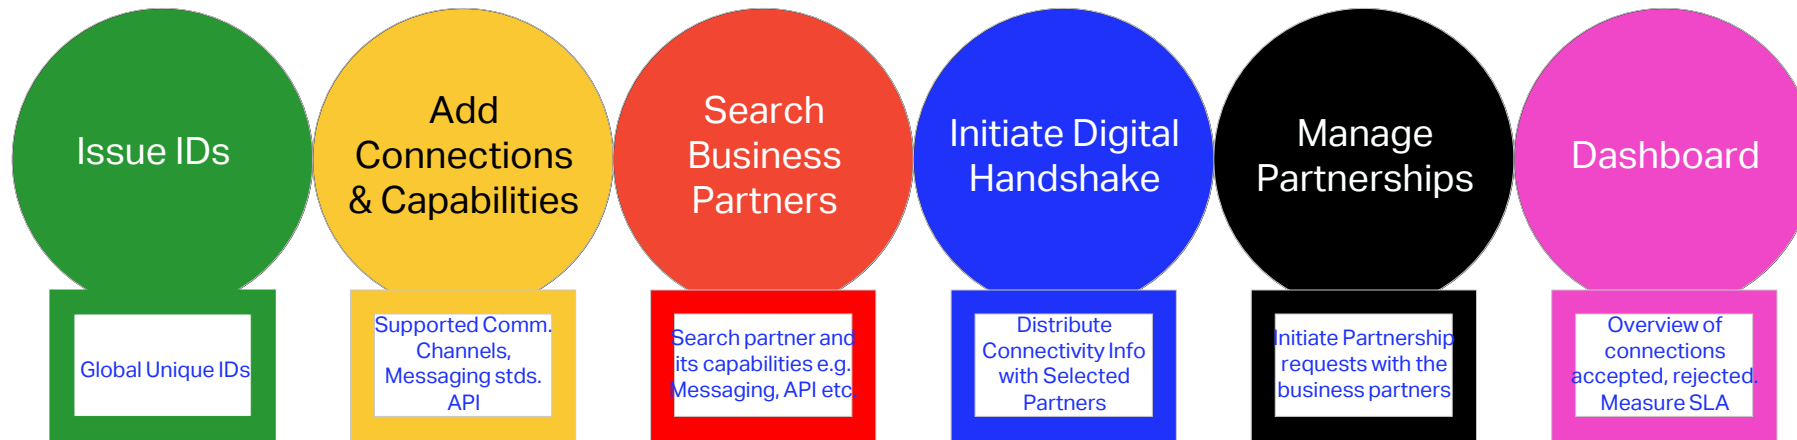 Issue IDs
Add
Connections
& Capabilities
Search
Business
Partners
Initiate Digital
Handshake
Manage
Partnerships
Dashboard
Global Unique IDs
Supported Comm.
Channels,
Messaging stds.
API
Search partner and
its capabilities e.g.
Messaging, API etc.
Distribute
Connectivity Info
with Selected
Partners
Initiate Partnership
requests with the
business partners
Overview of
connections
accepted, rejected.
Measure SLA